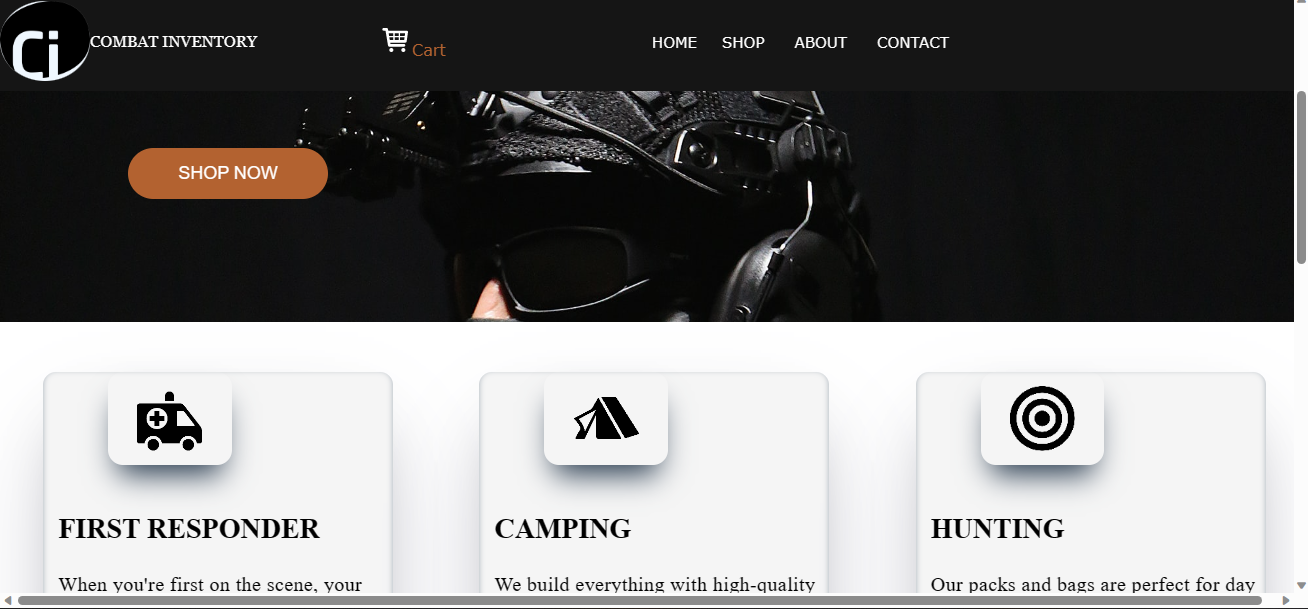 Ci
COMBAT INVENTORY
Cart
HOME
SHOP
ABOUT
CONTACT
SHOP NOW
FIRST RESPONDER
CAMPING
HUNTING
When you're first on the scene, your
We build everything with high-quality
Our packs and bags are perfect for day